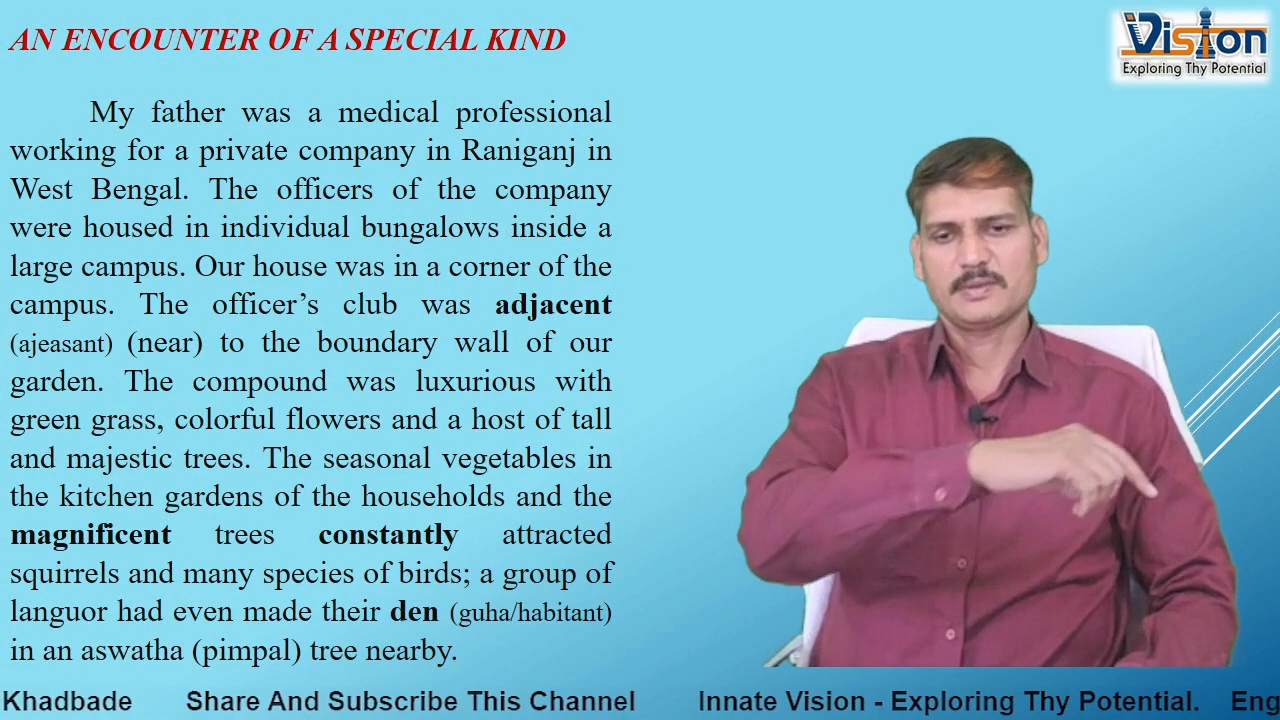 AN ENCOUNTER OF A SPECIAL KIND
iVision
Exploring Thy Potential
My father was a medical professional
working for a private company in Raniganj in
West Bengal. The officers of the company
were housed in individual bungalows inside a
large campus. Our house was in a corner of the
campus. The officer’s club was adjacent
(ajeasant) (near) to the boundary wall of our
garden. The compound was luxurious with
green grass, colorful flowers and a host of tall
and majestic trees. The seasonal vegetables in
the kitchen gardens of the households and the
magnificent trees constantly attracted
squirrels and many species of birds; a group of
languor had even made their den (guha/habitant)
in an aswatha (pimpal) tree nearby.
Khadbade Share And Subscribe This Channel Innate Vision - Exploring Thy Potential. Eng